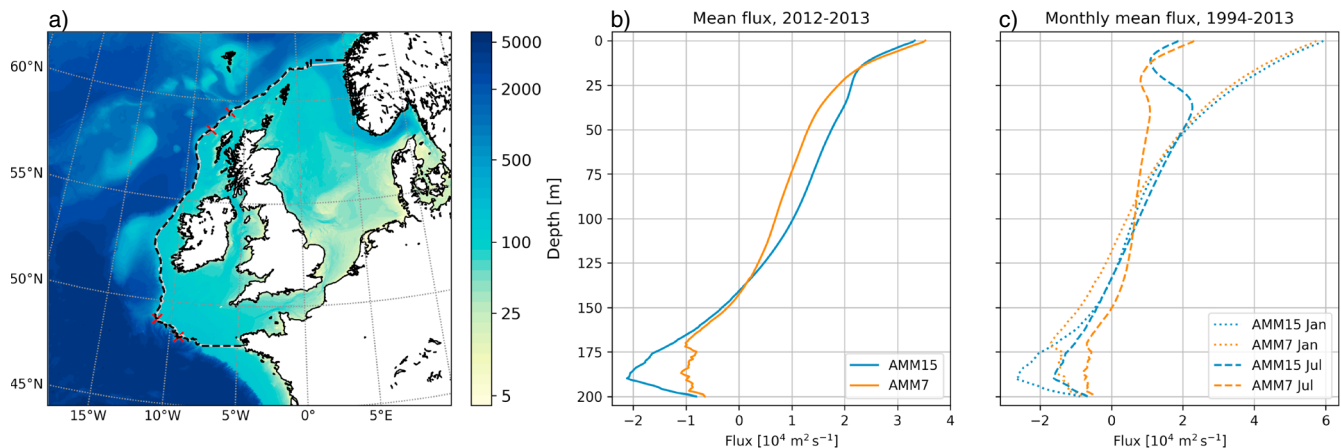 a)
60°N
55°N
50°N
45°N
15°W
10°W
5°W
0°E
5°E
5000
2000
500
100
25
5
Depth [m]
b)
Mean flux, 2012-2013
0
25
50
75
100
125
150
175
200
−2
−1
0
1
2
3
4
Flux [10⁴ m² s⁻¹]
AMM15
AMM7
c)
Monthly mean flux, 1994-2013
−2
0
2
4
6
Flux [10⁴ m² s⁻¹]
AMM15 Jan
AMM7 Jan
AMM15 Jul
AMM7 Jul